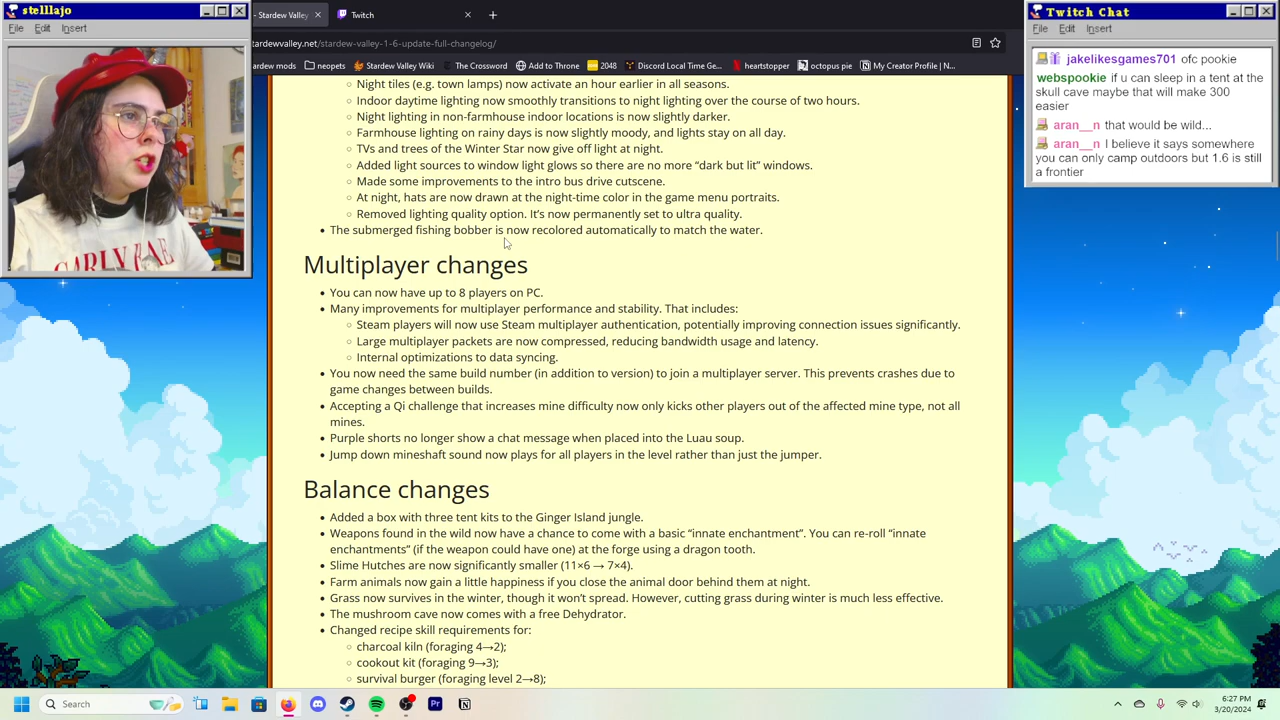 stelllajo
File Edit Insert
- Stardew Valley
Twitch
tardewvalley.net/stardew-valley-1-6-update-full-changelog/
rdew mods
Stardew Valley Wiki
The Crossword
Add to Throne
2048
Discord Local Time Ge...
heartstopper
octopus pie
My Creator Profile | N...
Night tiles (e.g. town lamps) now activate an hour earlier in all seasons.
Indoor daytime lighting now smoothly transitions to night lighting over the course of two hours.
Night lighting in non-farmhouse indoor locations is now slightly darker.
Farmhouse lighting on rainy days is now slightly moody, and lights stay on all day.
TVs and trees of the Winter Star now give off light at night.
Added light sources to window light glows so there are no more “dark but lit” windows.
Made some improvements to the intro bus drive cutscene.
At night, hats are now drawn at the night-time color in the game menu portraits.
Removed lighting quality option. It’s now permanently set to ultra quality.
The submerged fishing bobber is now recolored automatically to match the water.
Multiplayer changes
You can now have up to 8 players on PC.
Many improvements for multiplayer performance and stability. That includes:
Steam players will now use Steam multiplayer authentication, potentially improving connection issues significantly.
Large multiplayer packets are now compressed, reducing bandwidth usage and latency.
Internal optimizations to data syncing.
You now need the same build number (in addition to version) to join a multiplayer server. This prevents crashes due to
game changes between builds.
Accepting a Qi challenge that increases mine difficulty now only kicks other players out of the affected mine type, not all
mines.
Purple shorts no longer show a chat message when placed into the Luau soup.
Jump down mineshaft sound now plays for all players in the level rather than just the jumper.
Balance changes
Added a box with three tent kits to the Ginger Island jungle.
Weapons found in the wild now have a chance to come with a basic “innate enchantment”. You can re-roll “innate
enchantments” (if the weapon could have one) at the forge using a dragon tooth.
Slime Hutches are now significantly smaller (11×6 → 7×4).
Farm animals now gain a little happiness if you close the animal door behind them at night.
Grass now survives in the winter, though it won’t spread. However, cutting grass during winter is much less effective.
The mushroom cave now comes with a free Dehydrator.
Changed recipe skill requirements for:
charcoal kiln (foraging 4→2);
cookout kit (foraging 9→3);
survival burger (foraging level 2→8);
Twitch Chat
File Edit Insert
jakelikesgames701 ofc pookie
webspookie if u can sleep in a tent at the
skull cave maybe that will make 300
easier
aran__n that would be wild...
aran__n I believe it says somewhere
you can only camp outdoors but 1.6 is still
a frontier
Search
6:27 PM
3/20/2024